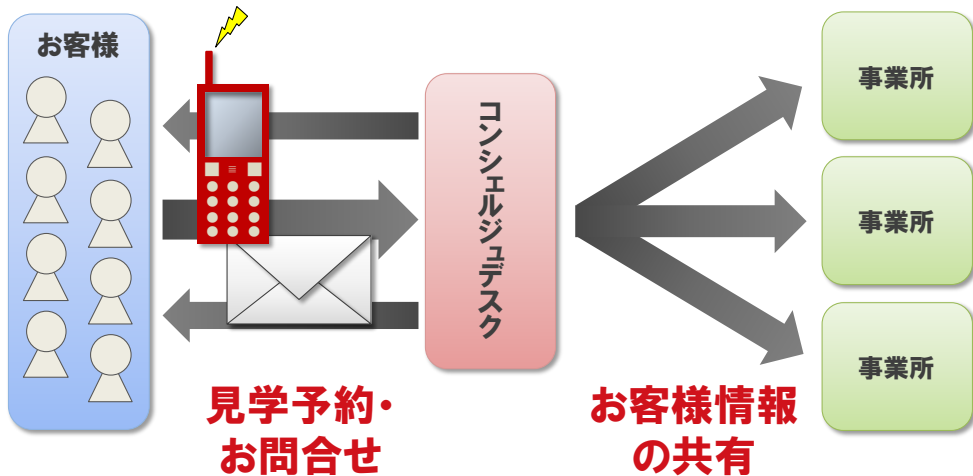 お客様
コンシェルジュデスク
事業所
事業所
事業所
見学予約・
お問合せ
お客様情報
の共有